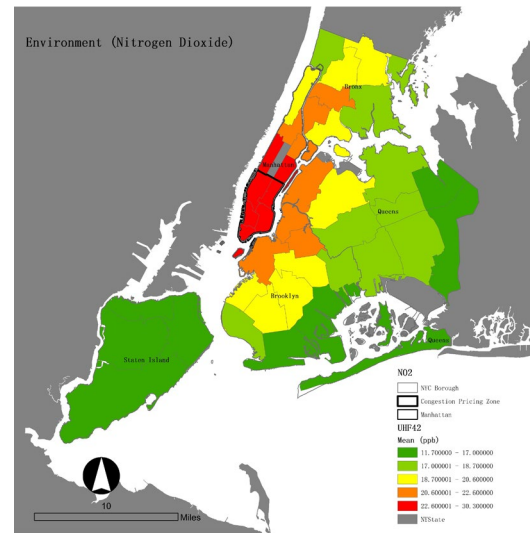 Environment (Nitrogen Dioxide)
Bronx
Manhattan
Queens
Brooklyn
Staten Island
Queens
NO2
NYC Borough
Congestion Pricing Zone
Manhattan
UHF42
Mean (ppb)
11.700000 - 17.000000
17.000001 - 18.700000
18.700001 - 20.600000
20.600001 - 22.600000
22.600001 - 30.300000
NYState
10
Miles